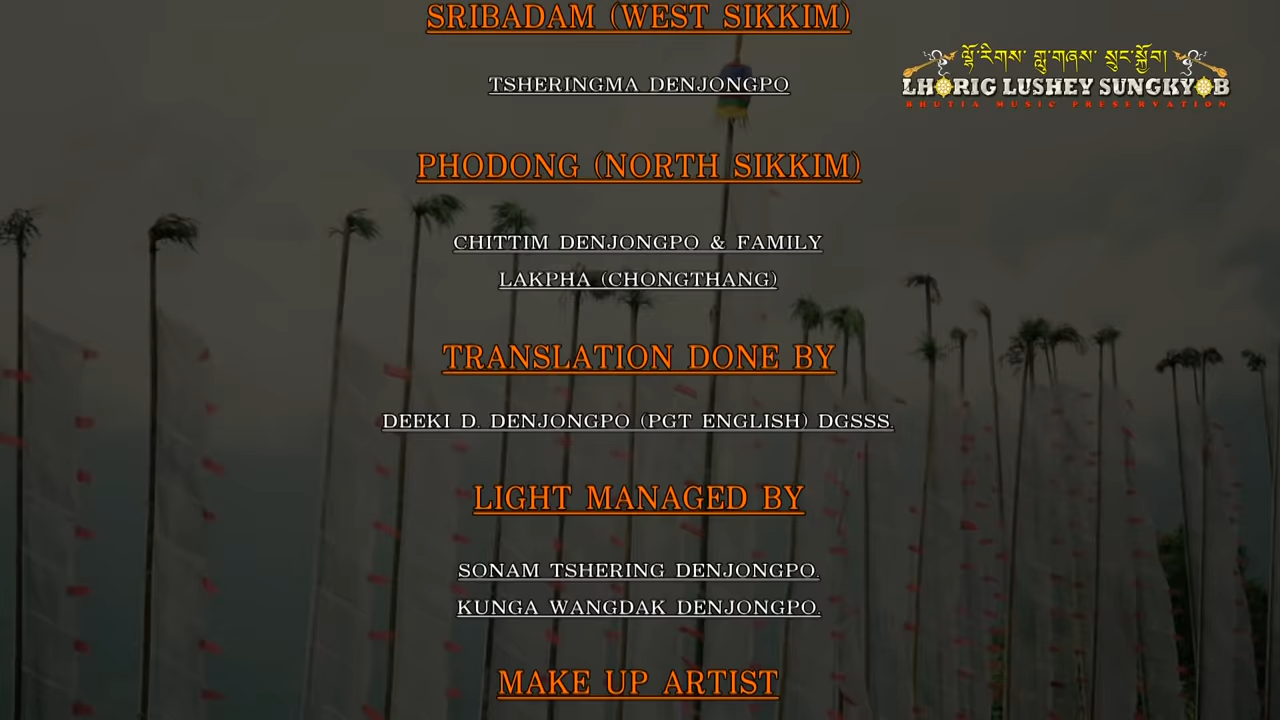 SRIBADAM (WEST SIKKIM)
TSHERINGMA DENJONGPO
ལྷོ་རིགས་ གླུ་གཞས་ སྲུང་སྐྱོབ།
LHORIG LUSHEY SUNGKYOB
BHUTIA MUSIC PRESERVATION
PHODONG (NORTH SIKKIM)
CHITTIM DENJONGPO & FAMILY
LAKPHA (CHONGTHANG)
TRANSLATION DONE BY
DEEKI D. DENJONGPO (PGT ENGLISH) DGSSS.
LIGHT MANAGED BY
SONAM TSHERING DENJONGPO.
KUNGA WANGDAK DENJONGPO.
MAKE UP ARTIST